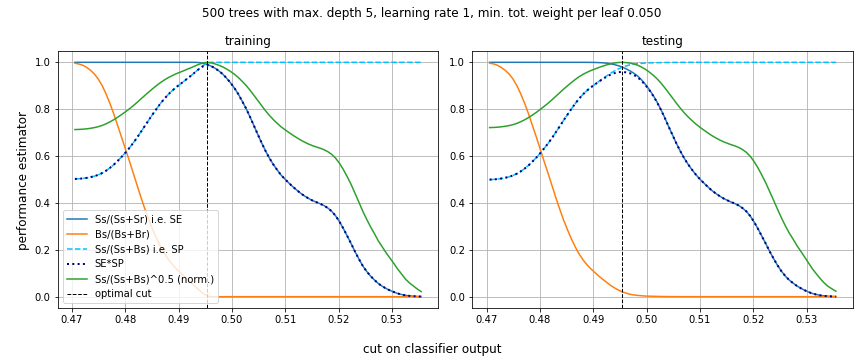 500 trees with max. depth 5, learning rate 1, min. tot. weight per leaf 0.050
training
testing
performance estimator
1.0
0.8
0.6
0.4
0.2
0.0
Ss/(Ss+Sr) i.e. SE
Bs/(Bs+Br)
Ss/(Ss+Bs) i.e. SP
SE*SP
Ss/(Ss+Bs)^0.5 (norm.)
optimal cut
0.47 0.48 0.49 0.50 0.51 0.52 0.53
1.0
0.8
0.6
0.4
0.2
0.0
0.47 0.48 0.49 0.50 0.51 0.52 0.53
cut on classifier output